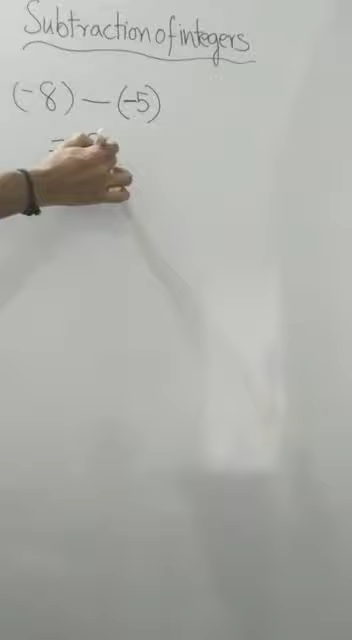 Subtraction of integers
(-8) — (-5)
=